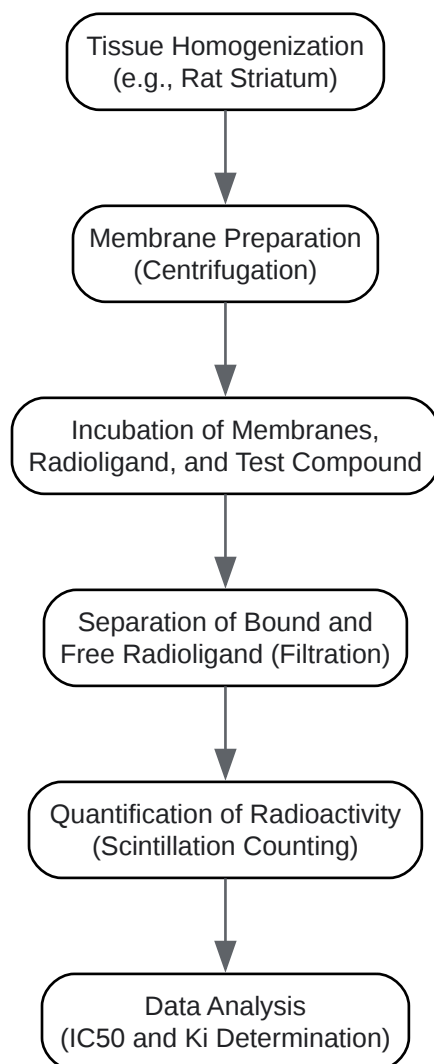 Tissue Homogenization
(e.g., Rat Striatum)
Membrane Preparation
(Centrifugation)
Incubation of Membranes,
Radioligand, and Test Compound
Separation of Bound and
Free Radioligand (Filtration)
Quantification of Radioactivity
(Scintillation Counting)
Data Analysis
(IC50 and Ki Determination)